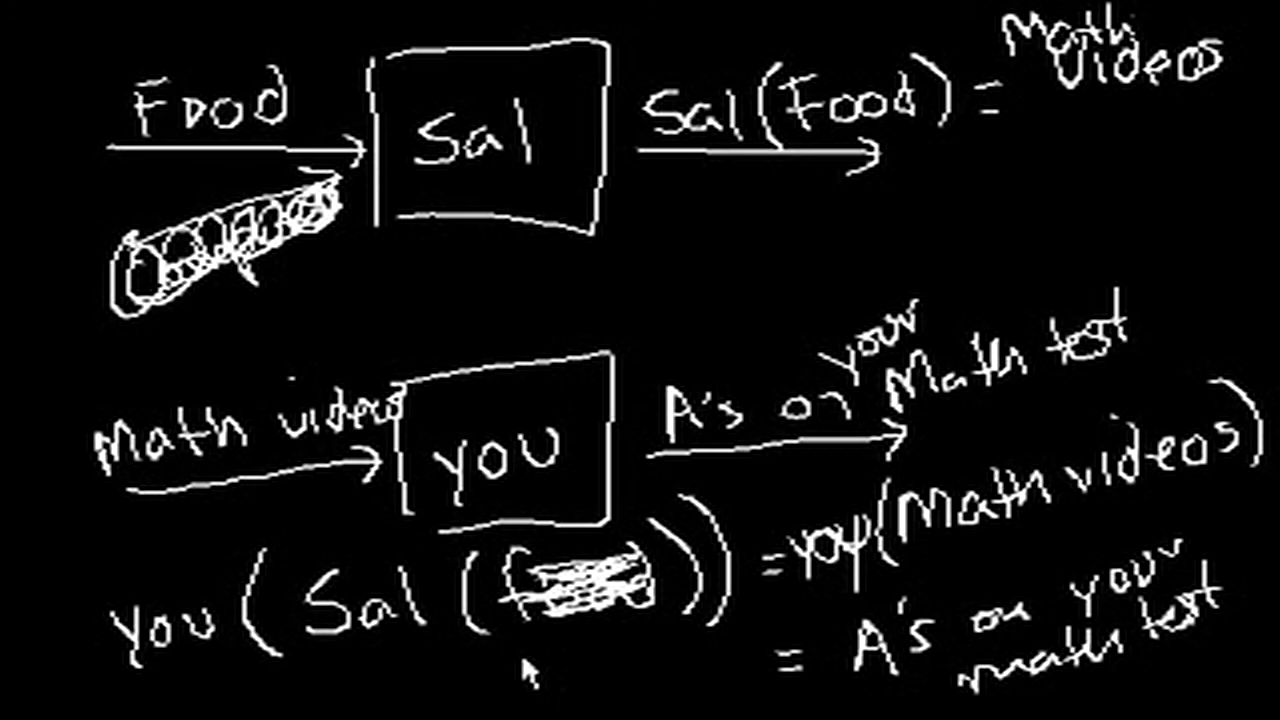 Food
Sal
Sal(Food) = Math Videos
Math videos
you
A's on your Math test
you(Sal( )) = you(Math videos)
= A's on your math test